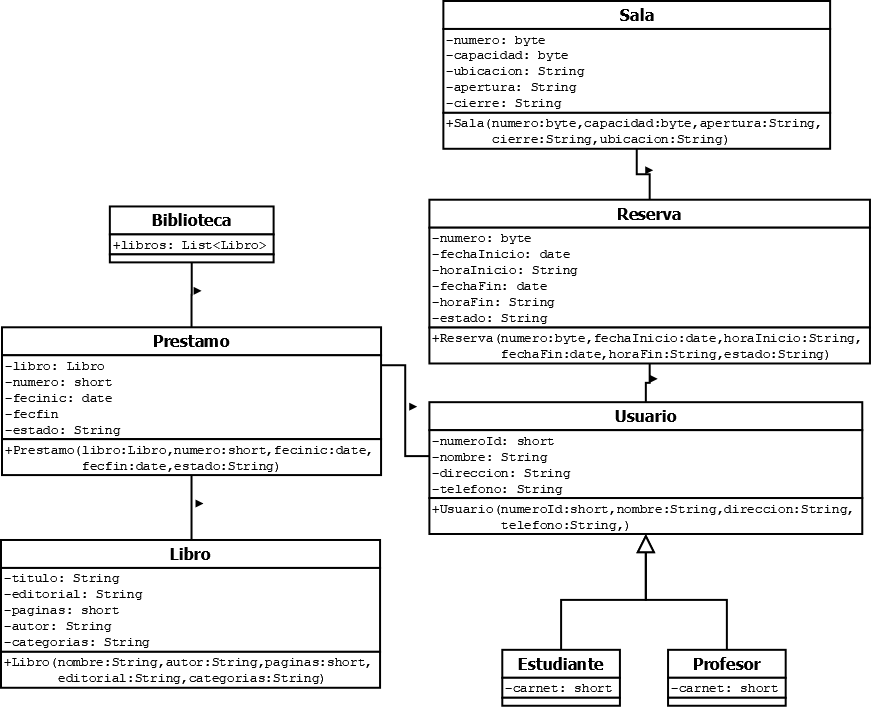 Sala
-numero: byte
-capacidad: byte
-ubicacion: String
-apertura: String
-cierre: String
+Sala(numero:byte,capacidad:byte,apertura:String,
cierre:String,ubicacion:String)
Biblioteca
+libros: List<Libro>
Reserva
-numero: byte
-fechaInicio: date
-horaInicio: String
-fechaFin: date
-horaFin: String
-estado: String
+Reserva(numero:byte,fechaInicio:date,horaInicio:String,
fechaFin:date,horaFin:String,estado:String)
Prestamo
-libro: Libro
-numero: short
-fecinic: date
-fecfin
-estado: String
+Prestamo(libro:Libro,numero:short,fecinic:date,
fecfin:date,estado:String)
Usuario
-numeroId: short
-nombre: String
-direccion: String
-telefono: String
+Usuario(numeroId:short,nombre:String,direccion:String,
telefono:String,)
Libro
-titulo: String
-editorial: String
-paginas: short
-autor: String
-categorias: String
+Libro(nombre:String,autor:String,paginas:short,
editorial:String,categorias:String)
Estudiante
-carnet: short
Profesor
-carnet: short